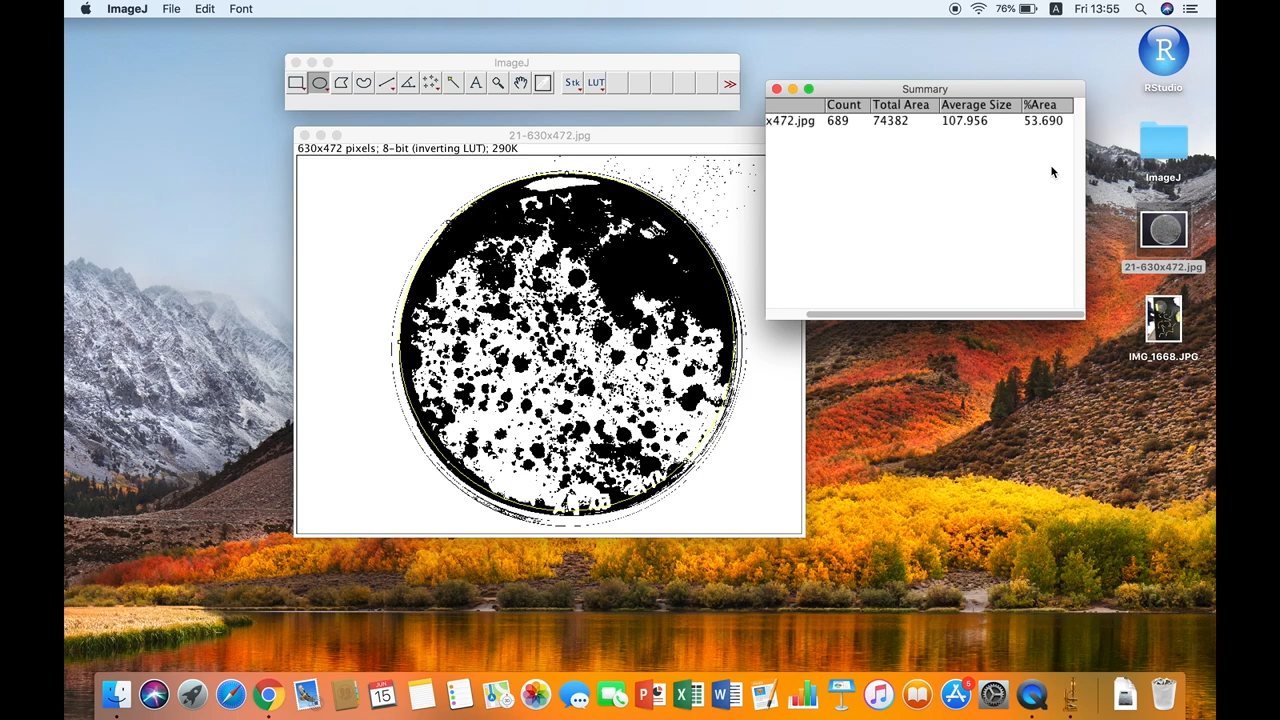 ImageJ File Edit Font 76% A Fri 13:55
ImageJ
A Stk LUT
Summary
Count Total Area Average Size %Area
x472.jpg 689 74382 107.956 53.690
21-630x472.jpg
630x472 pixels; 8-bit (inverting LUT); 290K
R
RStudio
ImageJ
21-630x472.jpg
IMG_1668.JPG
15
5